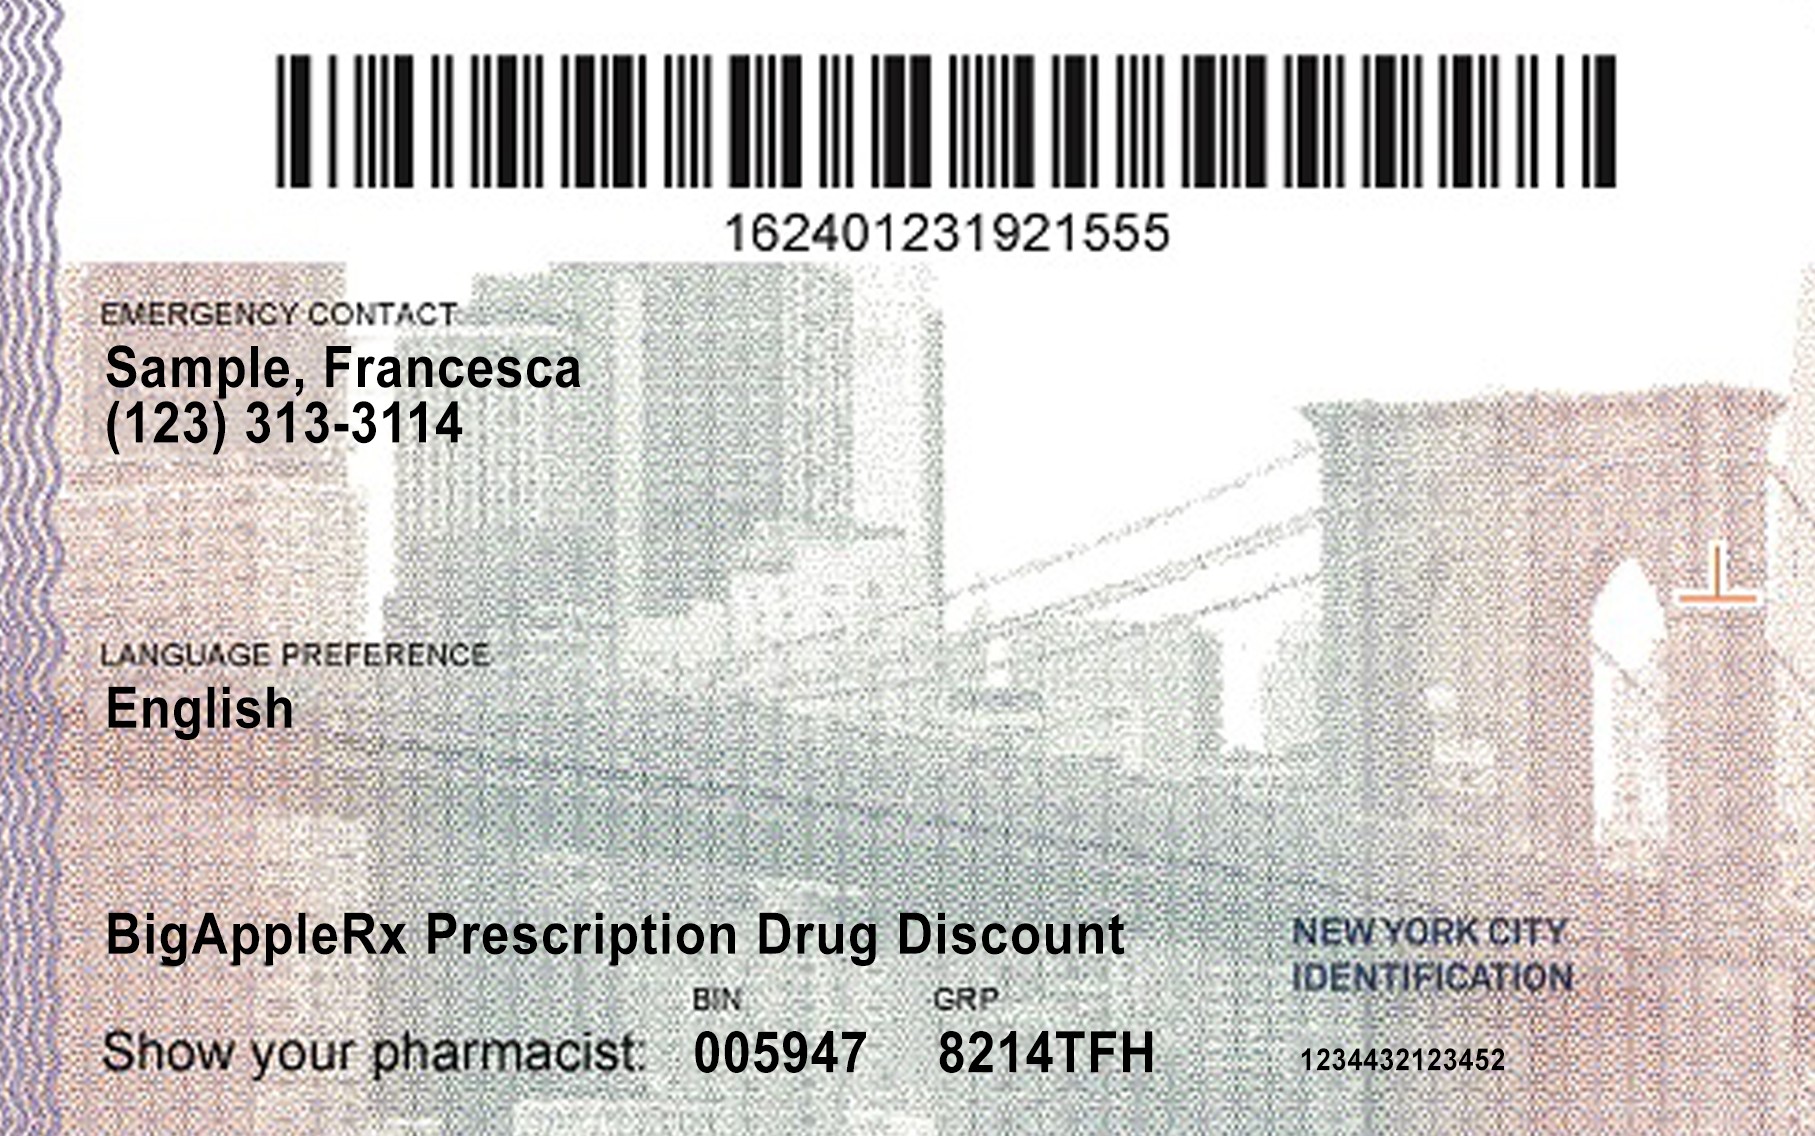 162401231921555
EMERGENCY CONTACT
Sample, Francesca
(123) 313-3114
LANGUAGE PREFERENCE
English
BigAppleRx Prescription Drug Discount
NEW YORK CITY
IDENTIFICATION
BIN GRP
Show your pharmacist: 005947 8214TFH
1234432123452